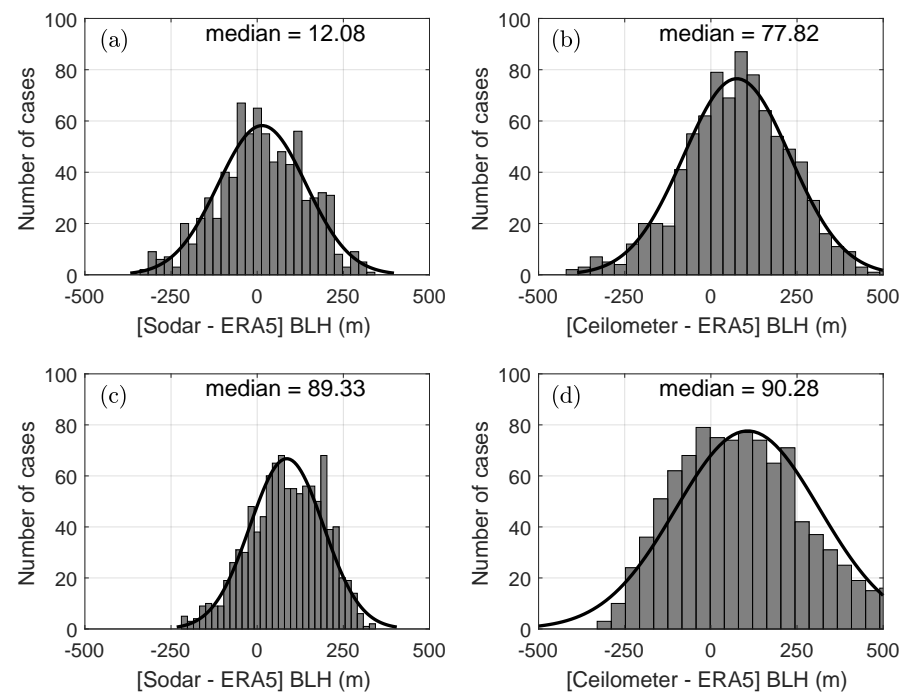 (a) median = 12.08
100
80
60
40
20
0
Number of cases
-500 -250 0 250 500
[Sodar - ERA5] BLH (m)
(b) median = 77.82
100
80
60
40
20
0
Number of cases
-500 -250 0 250 500
[Ceilometer - ERA5] BLH (m)
(c) median = 89.33
100
80
60
40
20
0
Number of cases
-500 -250 0 250 500
[Sodar - ERA5] BLH (m)
(d) median = 90.28
100
80
60
40
20
0
Number of cases
-500 -250 0 250 500
[Ceilometer - ERA5] BLH (m)